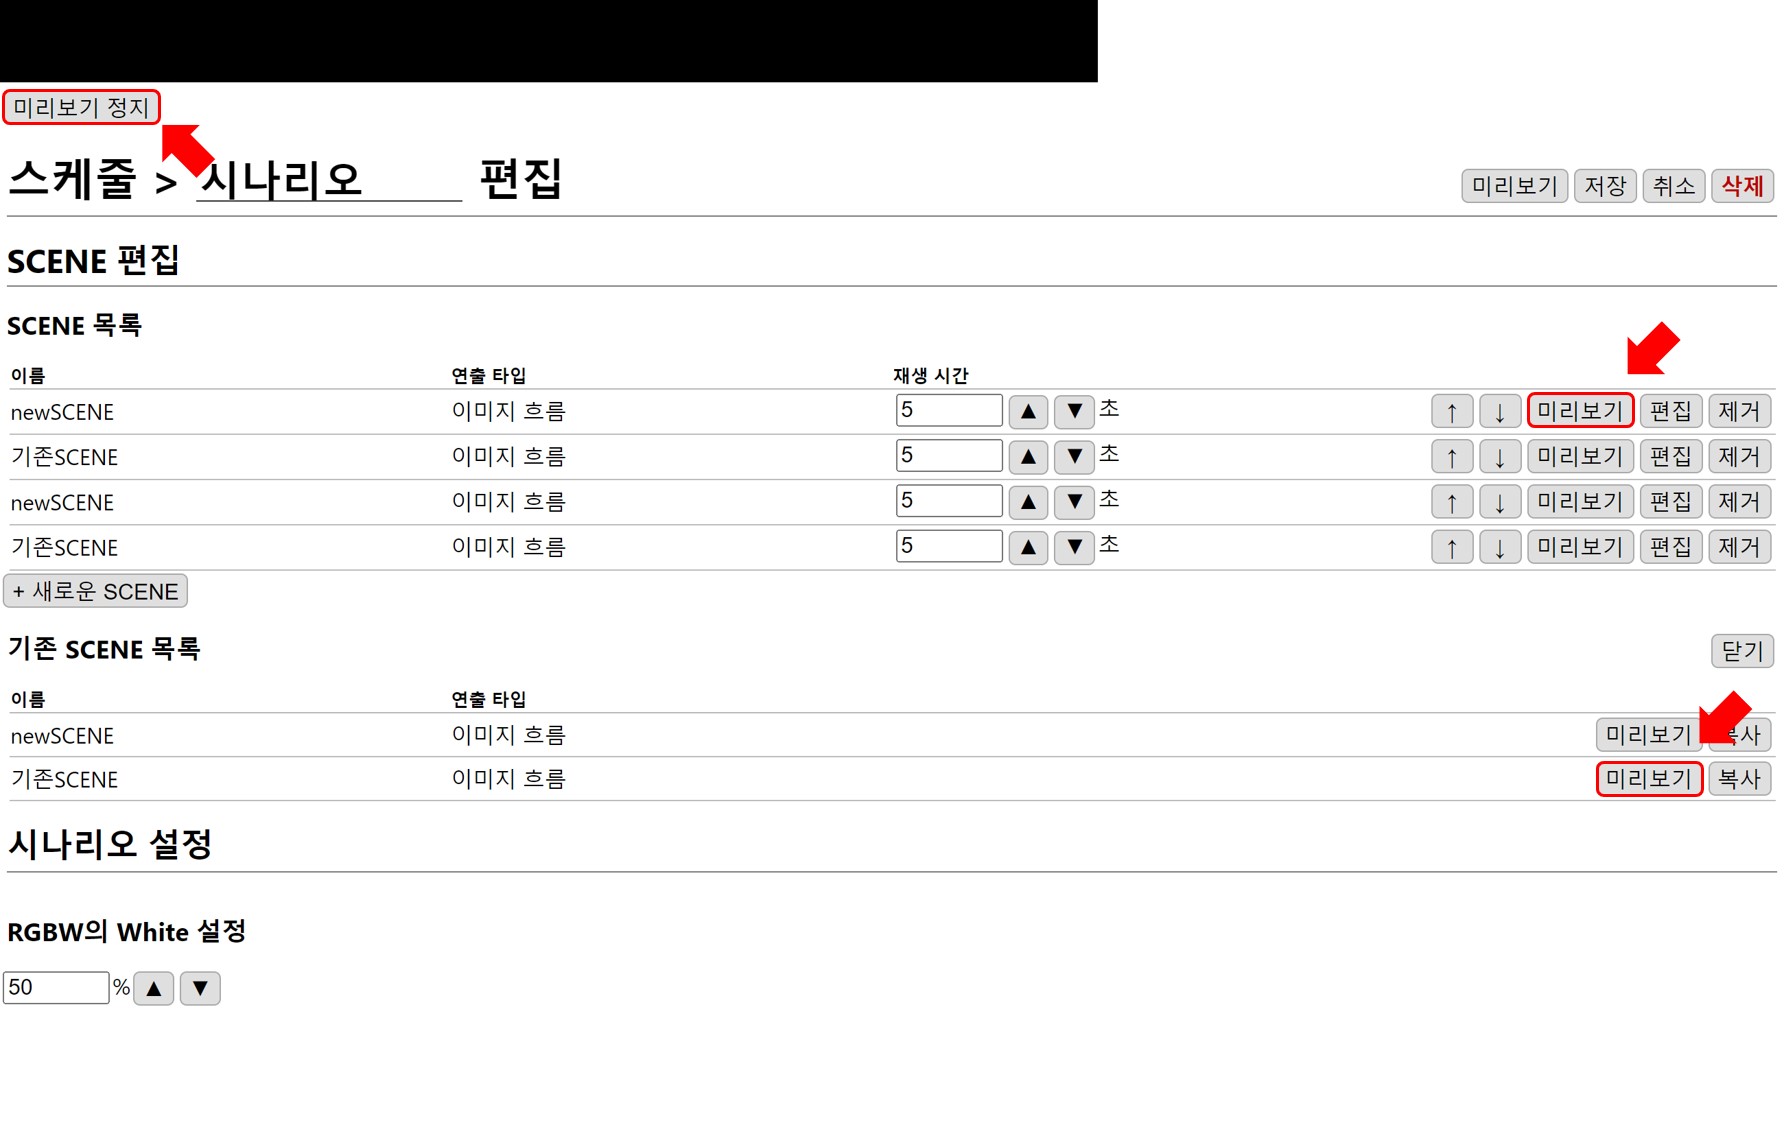 미리보기 정지
스케줄 > 시나리오 편집 미리보기 저장 취소 삭제
SCENE 편집
SCENE 목록
이름 연출 타입 재생 시간
newSCENE 이미지 흐름 5 ▲ ▼ 초 ↑ ↓ 미리보기 편집 제거
기존SCENE 이미지 흐름 5 ▲ ▼ 초 ↑ ↓ 미리보기 편집 제거
newSCENE 이미지 흐름 5 ▲ ▼ 초 ↑ ↓ 미리보기 편집 제거
기존SCENE 이미지 흐름 5 ▲ ▼ 초 ↑ ↓ 미리보기 편집 제거
+ 새로운 SCENE
기존 SCENE 목록 닫기
이름 연출 타입
newSCENE 이미지 흐름 미리보기 복사
기존SCENE 이미지 흐름 미리보기 복사
시나리오 설정
RGBW의 White 설정
50 % ▲ ▼